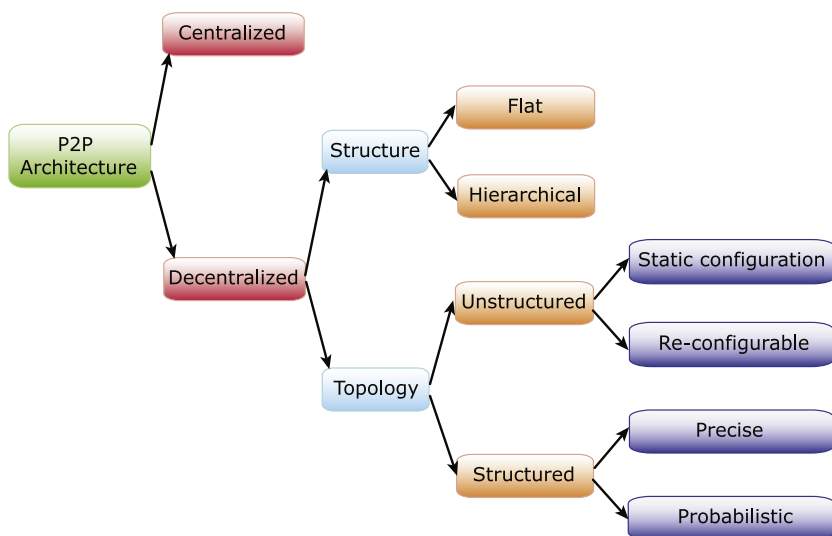 Centralized
P2P
Architecture
Flat
Structure
Hierarchical
Decentralized
Static configuration
Unstructured
Re-configurable
Topology
Precise
Structured
Probabilistic